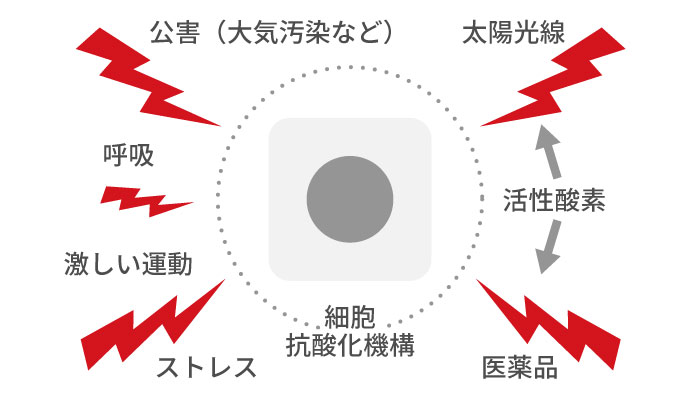 公害（大気汚染など）
太陽光線
呼吸
活性酸素
激しい運動
細胞
抗酸化機構
ストレス
医薬品